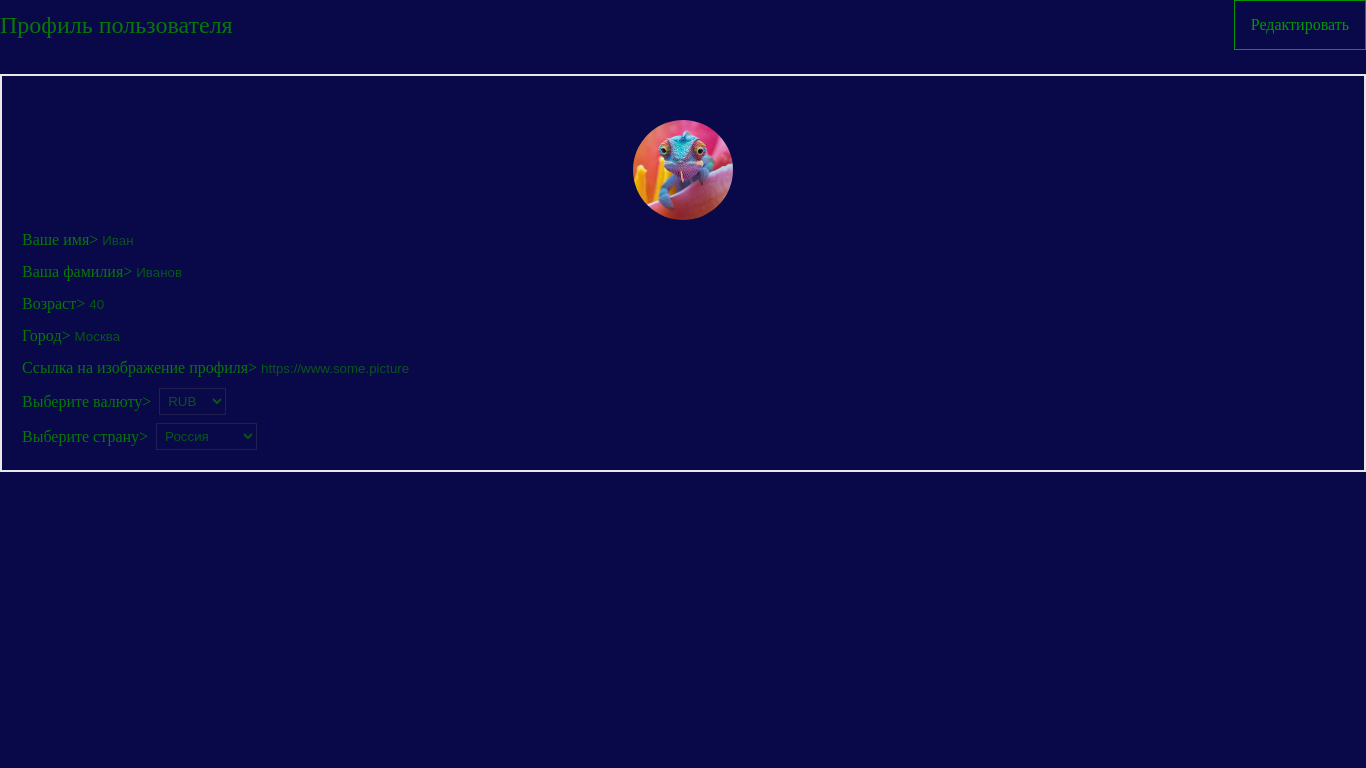 Профиль пользователя
Редактировать
Ваше имя> Иван
Ваша фамилия> Иванов
Возраст> 40
Город> Москва
Ссылка на изображение профиля> https://www.some.picture
Выберите валюту> RUB
Выберите страну> Россия